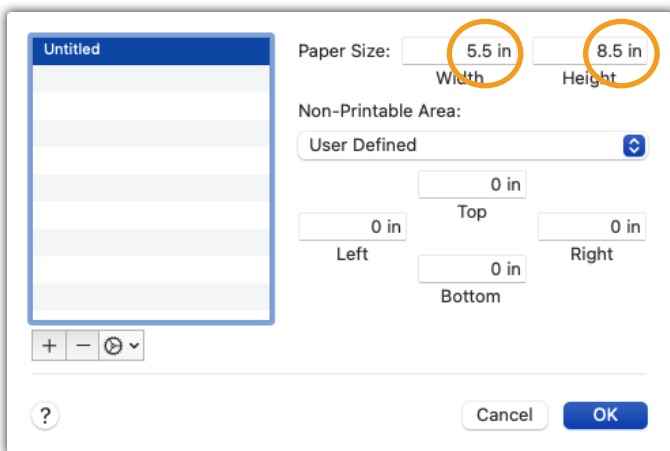 Untitled
Paper Size: 5.5 in 8.5 in
Width Height
Non-Printable Area:
User Defined
0 in
Top
0 in 0 in
Left Right
0 in
Bottom
+ −
? Cancel OK